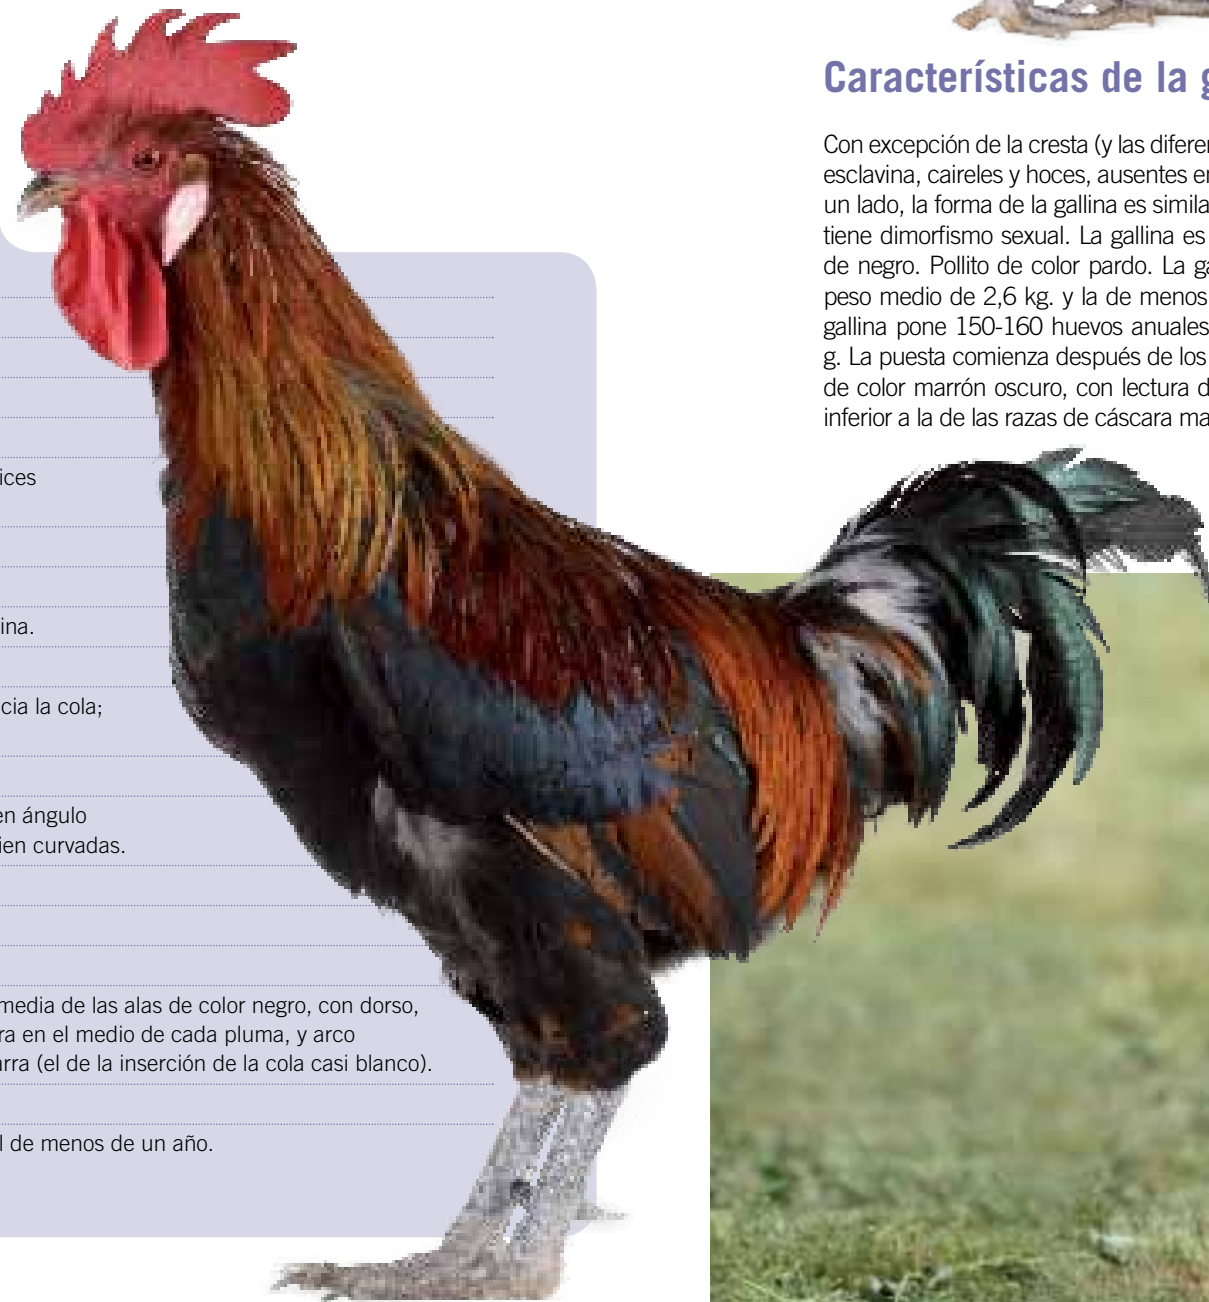 Características de la g
Con excepción de la cresta (y las diferen
esclavina, caireles y hoces, ausentes en
un lado, la forma de la gallina es simila
tiene dimorfismo sexual. La gallina es
de negro. Pollito de color pardo. La ga
peso medio de 2,6 kg. y la de menos
gallina pone 150-160 huevos anuales
g. La puesta comienza después de los
de color marrón oscuro, con lectura d
inferior a la de las razas de cáscara ma
ices
ina.
cia la cola;
en ángulo
ien curvadas.
media de las alas de color negro, con dorso,
ra en el medio de cada pluma, y arco
arra (el de la inserción de la cola casi blanco).
l de menos de un año.